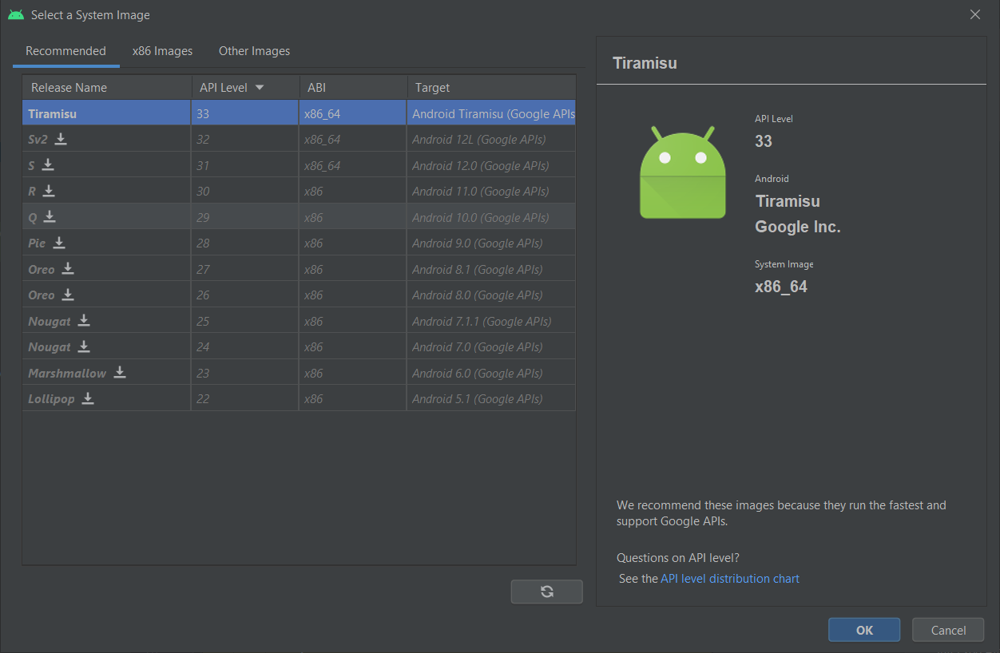 Select a System Image
Recommended x86 Images Other Images
Release Name API Level ABI Target
Tiramisu 33 x86_64 Android Tiramisu (Google APIs
Sv2 32 x86_64 Android 12L (Google APIs)
S 31 x86_64 Android 12.0 (Google APIs)
R 30 x86 Android 11.0 (Google APIs)
Q 29 x86 Android 10.0 (Google APIs)
Pie 28 x86 Android 9.0 (Google APIs)
Oreo 27 x86 Android 8.1 (Google APIs)
Oreo 26 x86 Android 8.0 (Google APIs)
Nougat 25 x86 Android 7.1.1 (Google APIs)
Nougat 24 x86 Android 7.0 (Google APIs)
Marshmallow 23 x86 Android 6.0 (Google APIs)
Lollipop 22 x86 Android 5.1 (Google APIs)
Tiramisu
API Level
33
Android
Tiramisu
Google Inc.
System Image
x86_64
We recommend these images because they run the fastest and
support Google APIs.
Questions on API level?
See the API level distribution chart
OK Cancel